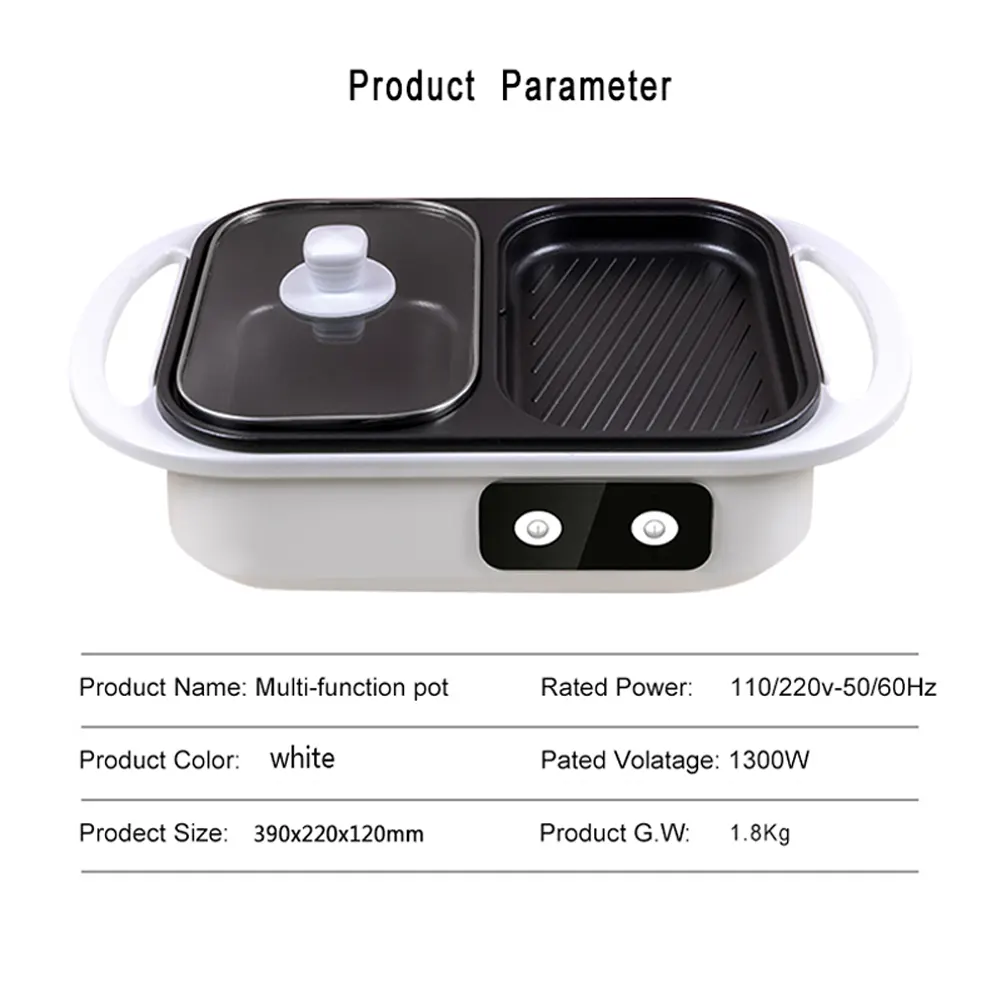 Product Parameter
Product Name: Multi-function pot
Rated Power: 110/220v-50/60Hz
Product Color: white
Pated Volatage: 1300W
Prodect Size: 390x220x120mm
Product G.W: 1.8Kg